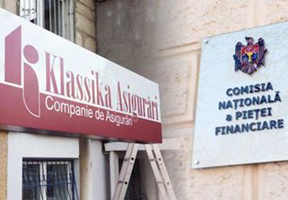 Klassika Asigurări
Companie de Asigurări
COMISIA
NAȚIONALĂ
a PIEȚEI
FINANCIARE